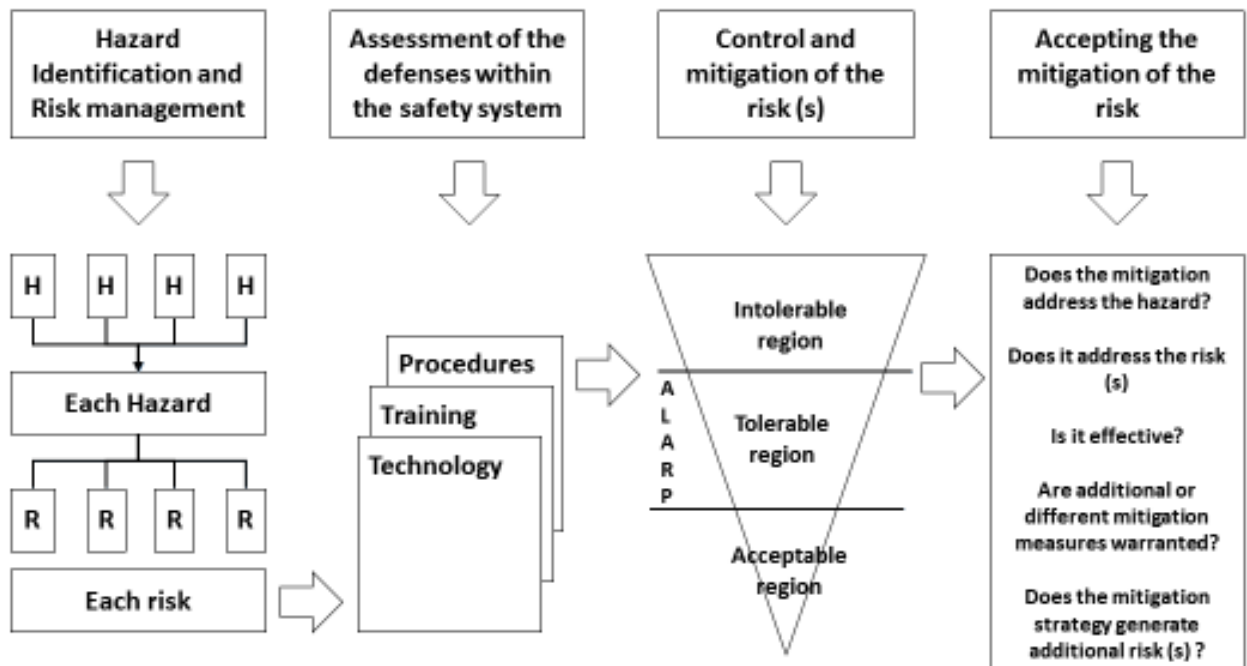 Hazard
Identification and
Risk management
Assessment of the
defenses within
the safety system
Control and
mitigation of the
risk (s)
Accepting the
mitigation of the
risk
H
H
H
H
Each Hazard
R
R
R
R
Each risk
Procedures
Training
Technology
Intolerable
region
A
L
A
R
P
Tolerable
region
Acceptable
region
Does the mitigation
address the hazard?
Does it address the risk
(s)
Is it effective?
Are additional or
different mitigation
measures warranted?
Does the mitigation
strategy generate
additional risk (s) ?